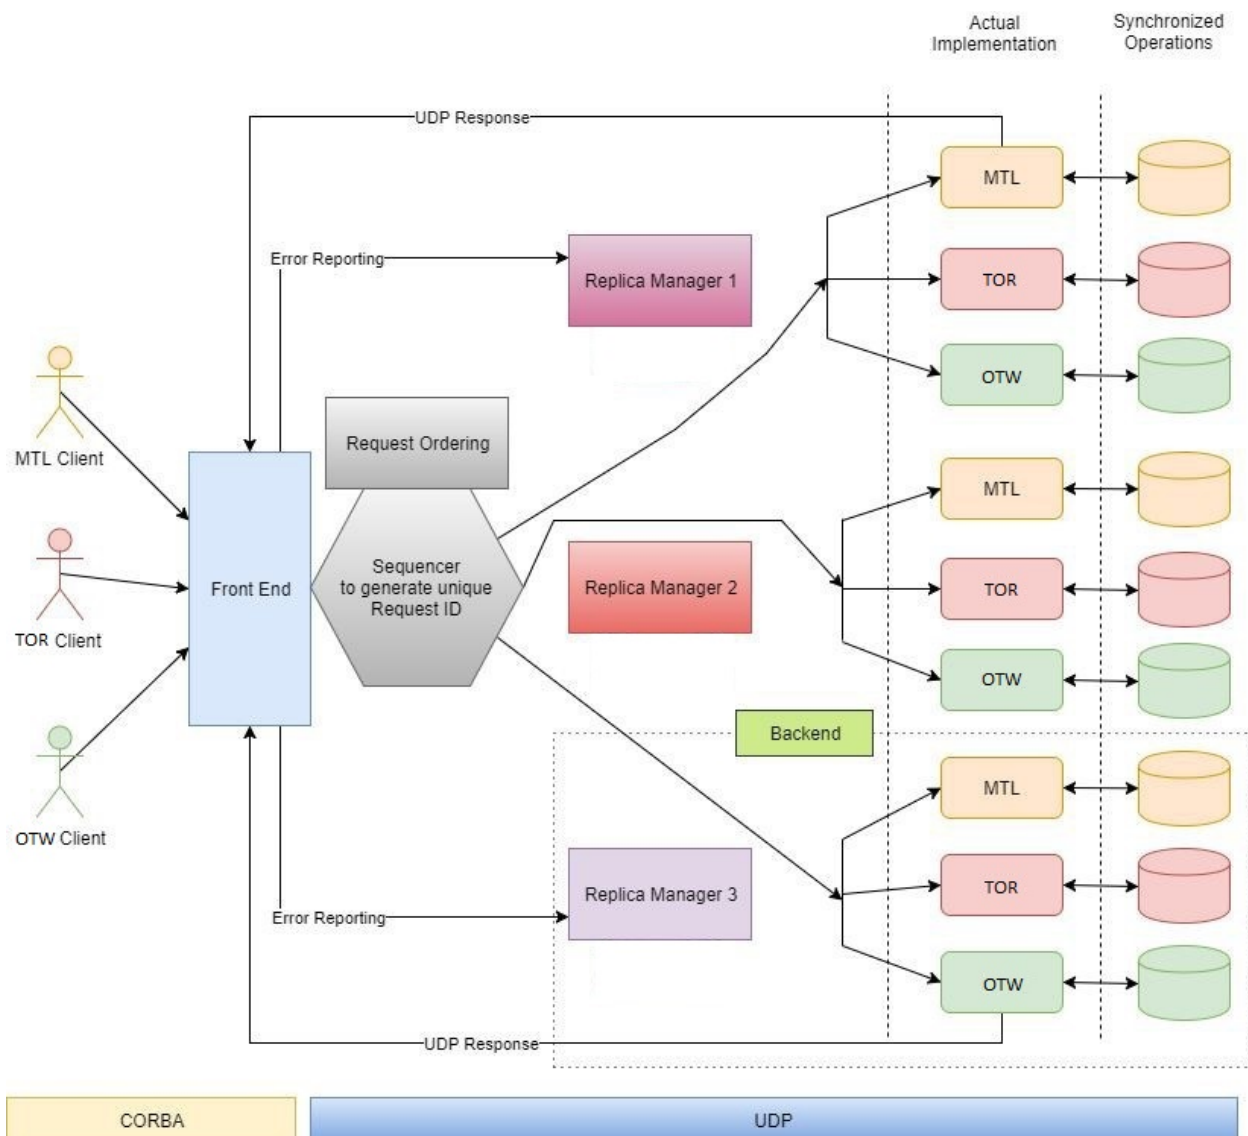 Actual
Implementation
Synchronized
Operations
UDP Response
MTL
Error Reporting
Replica Manager 1
TOR
OTW
MTL Client
Request Ordering
MTL
Sequencer
to generate unique
Request ID
Front End
Replica Manager 2
TOR
TOR Client
OTW
Backend
MTL
OTW Client
Replica Manager 3
TOR
Error Reporting
OTW
UDP Response
CORBA
UDP